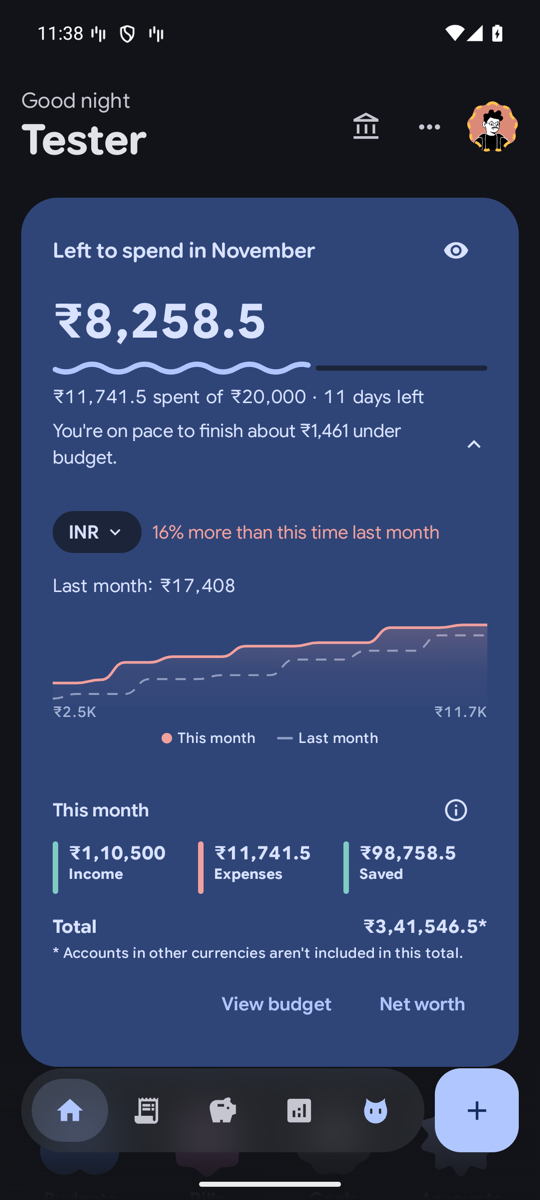 11:38
Good night
Tester
Left to spend in November
₹8,258.5
₹11,741.5 spent of ₹20,000 · 11 days left
You're on pace to finish about ₹1,461 under
budget.
INR
16% more than this time last month
Last month: ₹17,408
₹2.5K
₹11.7K
This month
Last month
This month
₹1,10,500
₹11,741.5
₹98,758.5
Income
Expenses
Saved
Total
₹3,41,546.5*
* Accounts in other currencies aren't included in this total.
View budget
Net worth